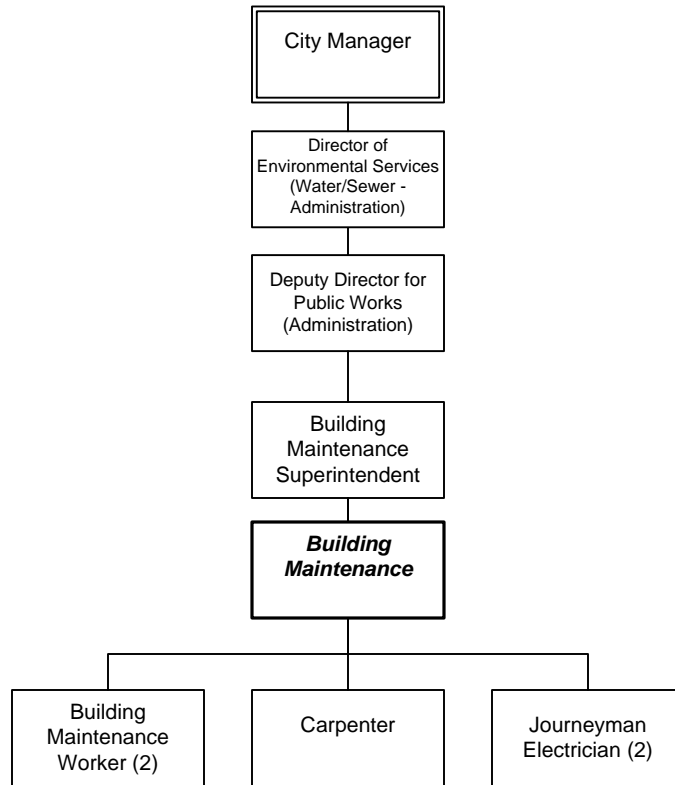 City Manager
Director of
Environmental Services
(Water/Sewer -
Administration)
Deputy Director for
Public Works
(Administration)
Building
Maintenance
Superintendent
Building
Maintenance
Building
Maintenance
Worker (2)
Carpenter
Journeyman
Electrician (2)